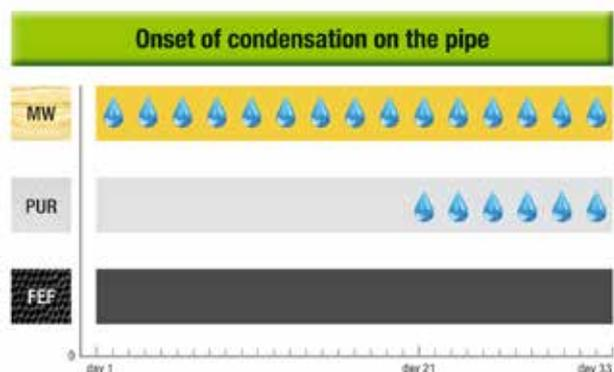 Onset of condensation on the pipe
MW
PUR
FEF
0
day 1
day 21
day 33